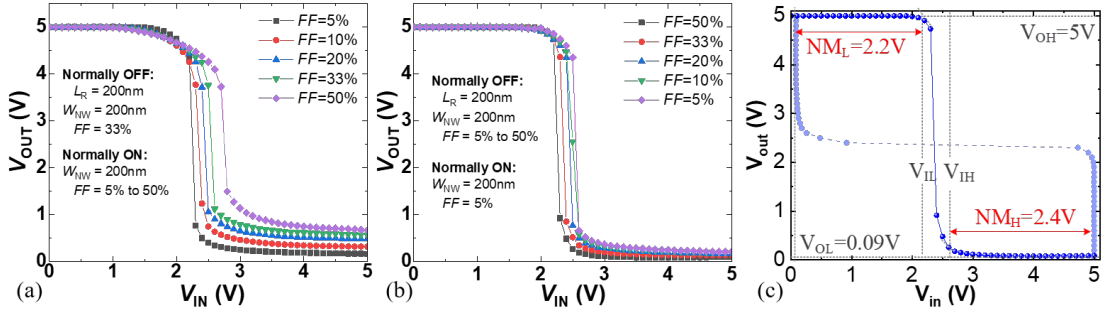 V_OUT (V)
5
4
3
2
1
0
0 1 2 3 4 5
V_IN (V)
(a)
FF=5%
FF=10%
FF=20%
FF=33%
FF=50%
Normally OFF:
L_R = 200nm
W_NW = 200nm
FF = 33%
Normally ON:
W_NW = 200nm
FF = 5% to 50%
V_OUT (V)
5
4
3
2
1
0
0 1 2 3 4 5
V_IN (V)
(b)
FF=50%
FF=33%
FF=20%
FF=10%
FF=5%
Normally OFF:
L_R = 200nm
W_NW = 200nm
FF = 5% to 50%
Normally ON:
W_NW = 200nm
FF = 5%
V_out (V)
5
4
3
2
1
0
0 1 2 3 4 5
V_in (V)
(c)
V_OH=5V
NM_L=2.2V
V_IL
V_IH
NM_H=2.4V
V_OL=0.09V